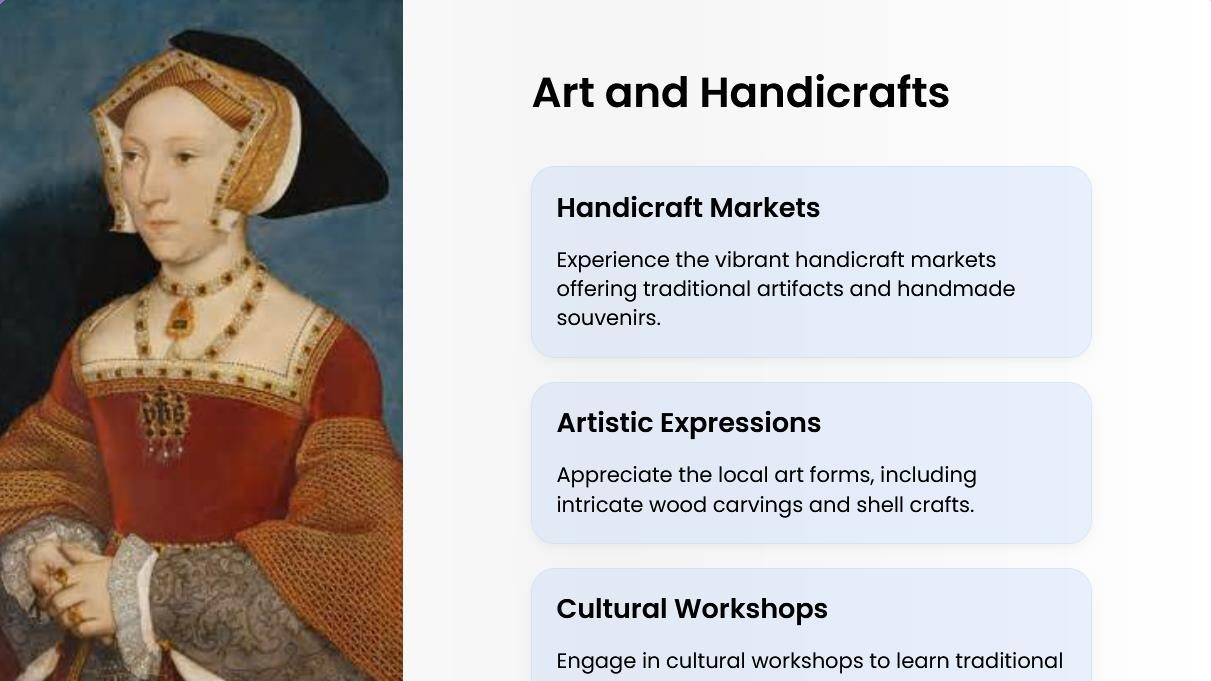 Art and Handicrafts
Handicraft Markets
Experience the vibrant handicraft markets
offering traditional artifacts and handmade
souvenirs.
Artistic Expressions
Appreciate the local art forms, including
intricate wood carvings and shell crafts.
Cultural Workshops
Engage in cultural workshops to learn traditional